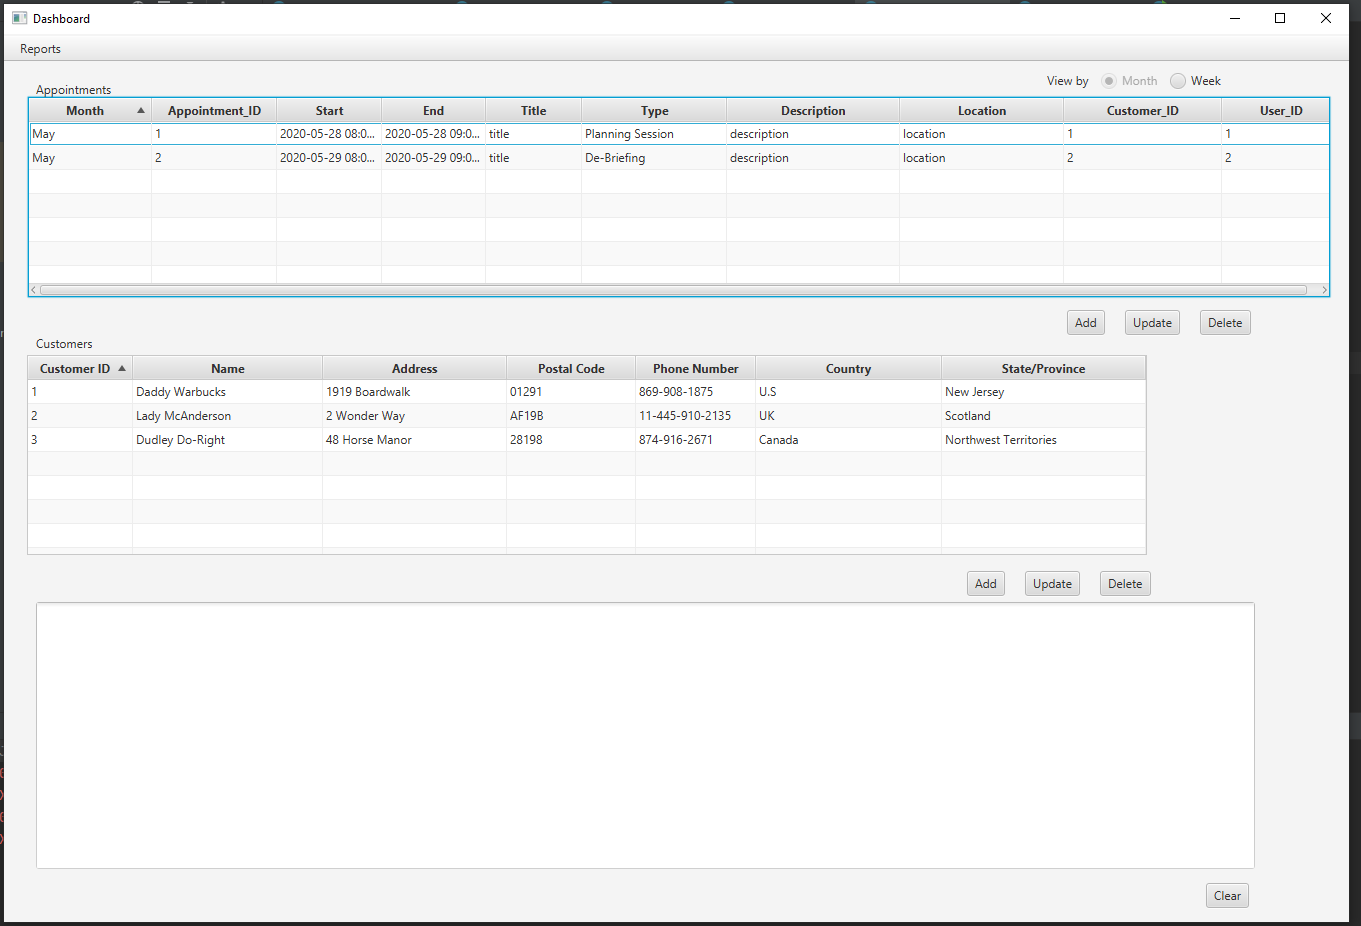 Dashboard
Reports
View by Month Week
Appointments
Month Appointment_ID Start End Title Type Description Location Customer_ID User_ID
May 1 2020-05-28 08:0... 2020-05-28 09:0... title Planning Session description location 1 1
May 2 2020-05-29 08:0... 2020-05-29 09:0... title De-Briefing description location 2 2
Add Update Delete
Customers
Customer ID Name Address Postal Code Phone Number Country State/Province
1 Daddy Warbucks 1919 Boardwalk 01291 869-908-1875 U.S New Jersey
2 Lady McAnderson 2 Wonder Way AF19B 11-445-910-2135 UK Scotland
3 Dudley Do-Right 48 Horse Manor 28198 874-916-2671 Canada Northwest Territories
Add Update Delete
Clear